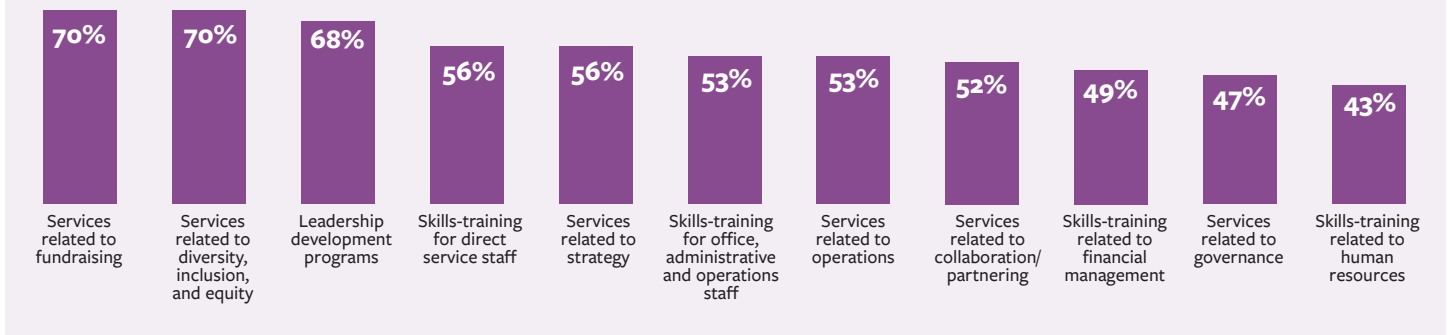 70%
70%
68%
56%
56%
53%
53%
52%
49%
47%
43%
Services
related to
fundraising
Services
related to
diversity,
inclusion,
and equity
Leadership
development
programs
Skills-training
for direct
service staff
Services
related to
strategy
Skills-training
for office,
administrative
and operations
staff
Services
related to
operations
Services
related to
collaboration/
partnering
Skills-training
related to
financial
management
Services
related to
governance
Skills-training
related to
human
resources